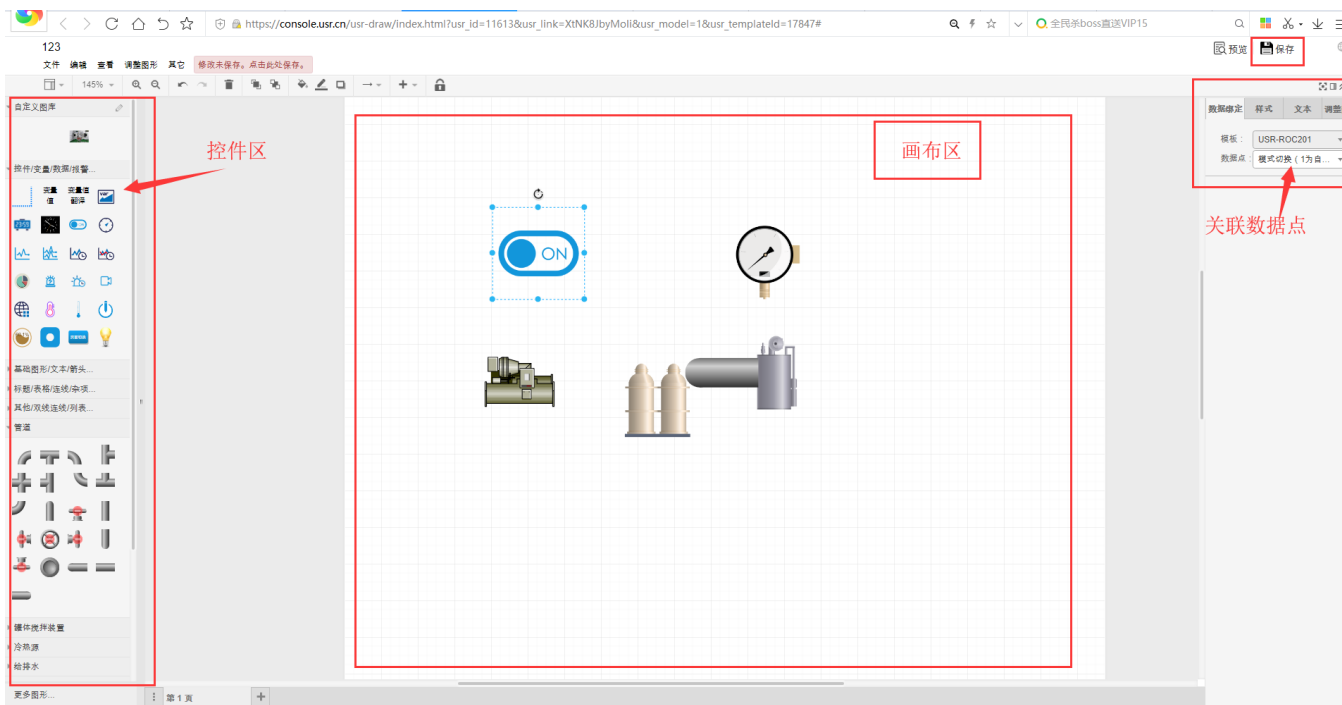 https://console.usr.cn/usr-draw/index.html?usr_id=11613&usr_link=XtNK8JbyMoli&usr_model=1&usr_templateId=17847#
全民杀boss直送VIP15
123
预览
保存
文件 编辑 查看 调整图形 其它
修改未保存。点击此处保存。
145%
自定义图库
控件区
控件/变量/数据/报警...
变量值
变量值翻译
基础图形/文本/箭头...
标题/表格/连线/杂项...
其他/双线连线/列表...
管道
罐体搅拌装置
冷热源
给排水
更多图形...
画布区
ON
数据绑定 样式 文本 调整
模板: USR-ROC201
数据点: 模式切换（1为自...
关联数据点
第1页